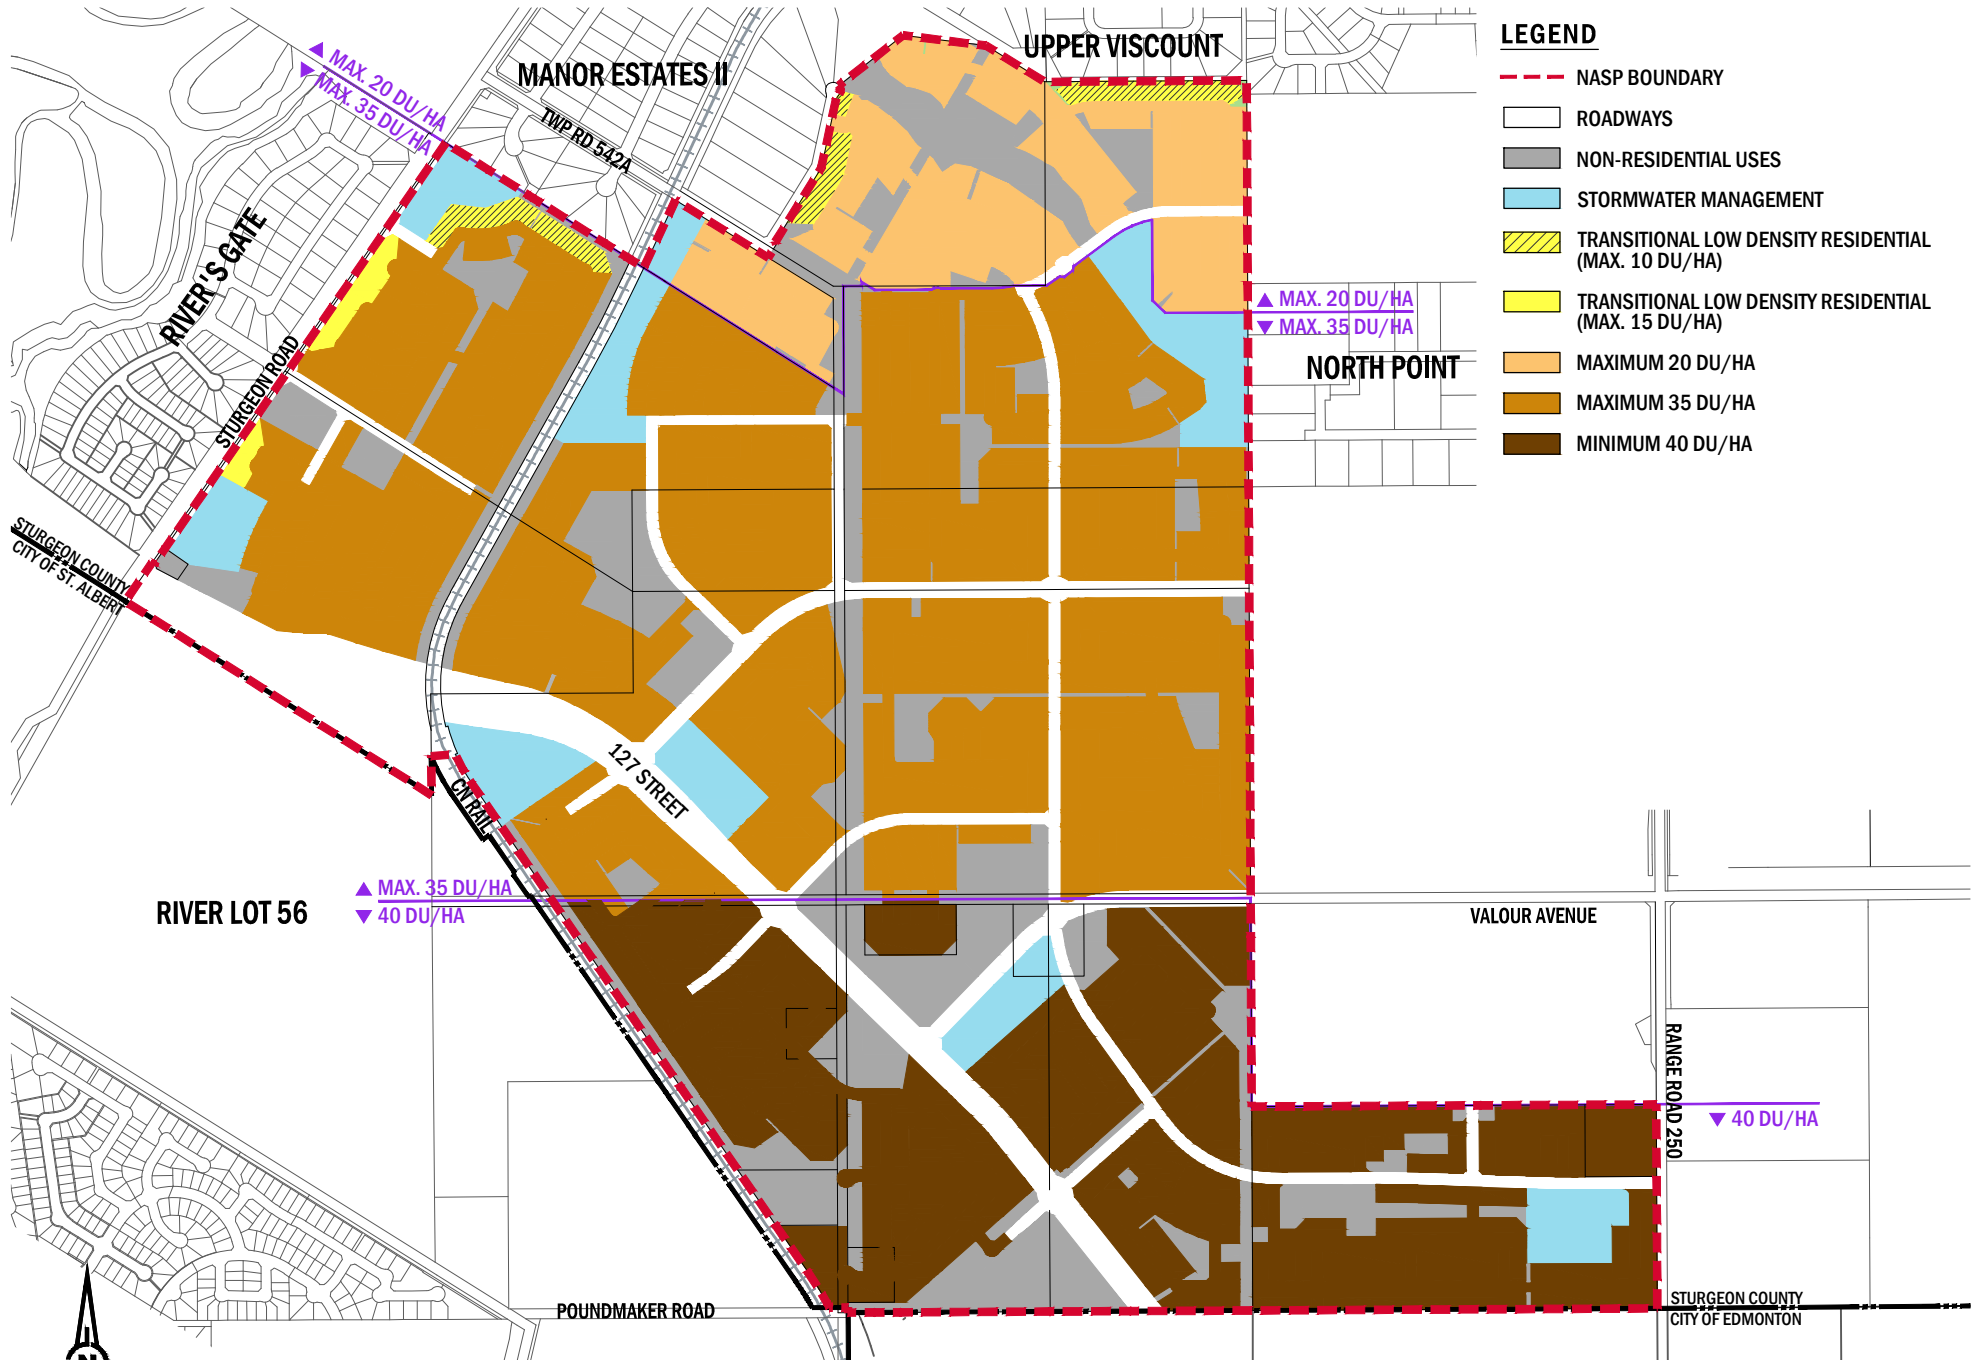 UPPER VISCOUNT
MANOR ESTATES II
▲ MAX. 20 DU/HA
▶ MAX. 35 DU/HA
TWP RD 542A
RIVER'S GATE
STURGEON ROAD
STURGEON COUNTY
CITY OF ST. ALBERT
▲ MAX. 20 DU/HA
▼ MAX. 35 DU/HA
NORTH POINT
127 STREET
CN RAIL
▲ MAX. 35 DU/HA
▼ 40 DU/HA
RIVER LOT 56
VALOUR AVENUE
RANGE ROAD 250
▼ 40 DU/HA
POUNDMAKER ROAD
STURGEON COUNTY
CITY OF EDMONTON
N
LEGEND
NASP BOUNDARY
ROADWAYS
NON-RESIDENTIAL USES
STORMWATER MANAGEMENT
TRANSITIONAL LOW DENSITY RESIDENTIAL
(MAX. 10 DU/HA)
TRANSITIONAL LOW DENSITY RESIDENTIAL
(MAX. 15 DU/HA)
MAXIMUM 20 DU/HA
MAXIMUM 35 DU/HA
MINIMUM 40 DU/HA